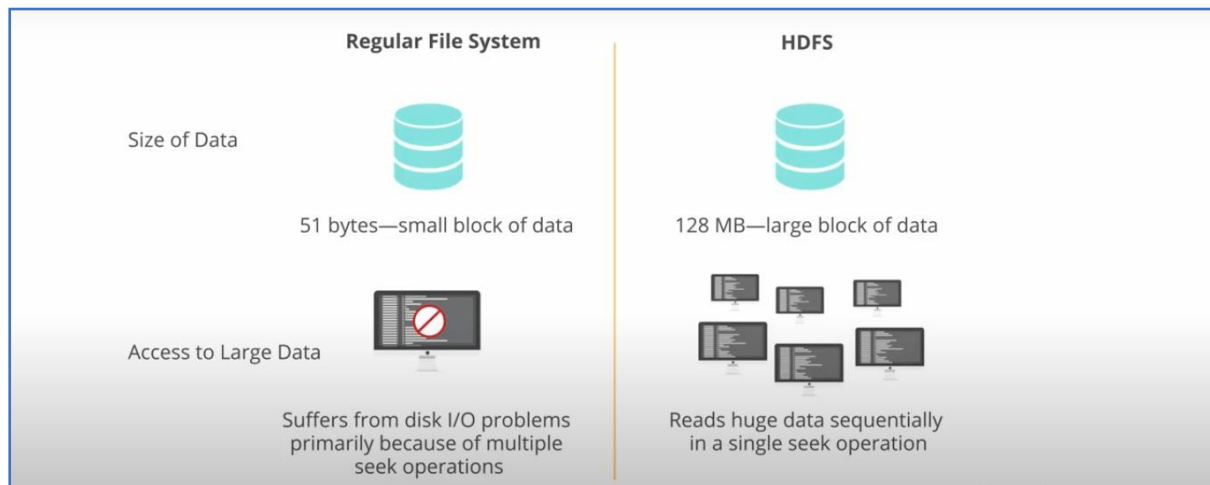 Regular File System
HDFS
Size of Data
51 bytes—small block of data
128 MB—large block of data
Access to Large Data
Suffers from disk I/O problems
primarily because of multiple
seek operations
Reads huge data sequentially
in a single seek operation